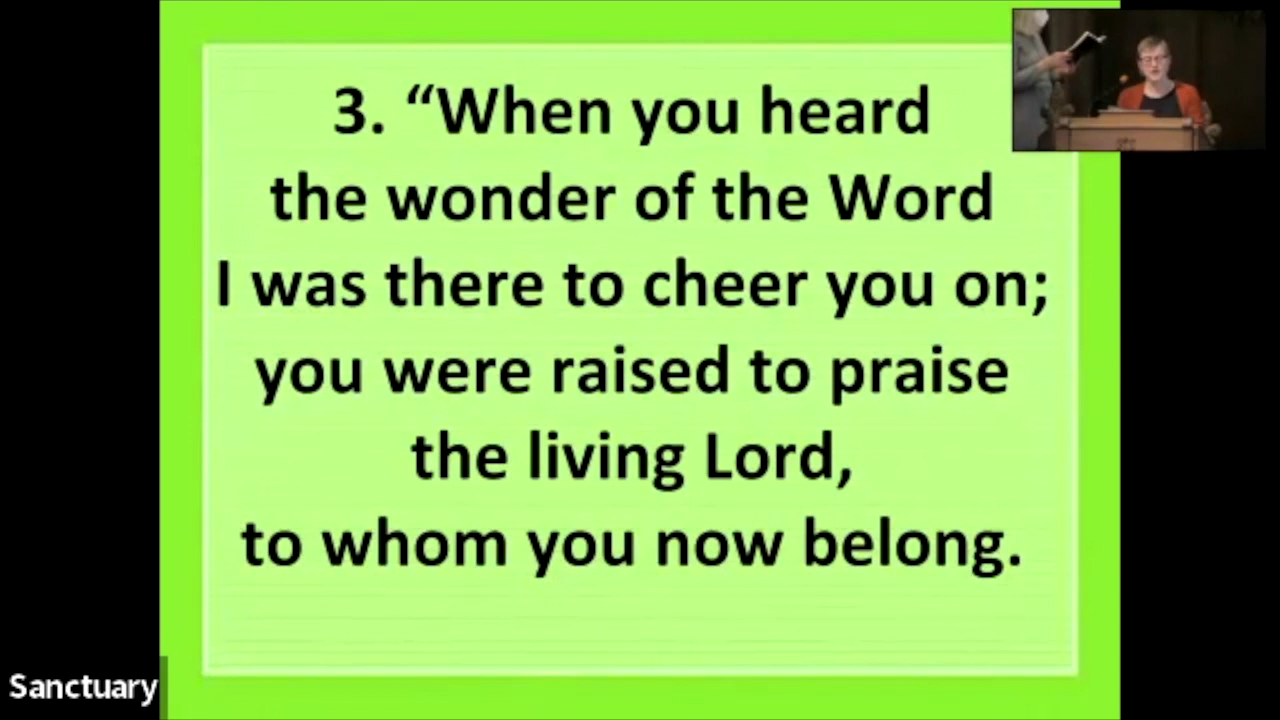 3. “When you heard
the wonder of the Word
I was there to cheer you on;
you were raised to praise
the living Lord,
to whom you now belong.
Sanctuary